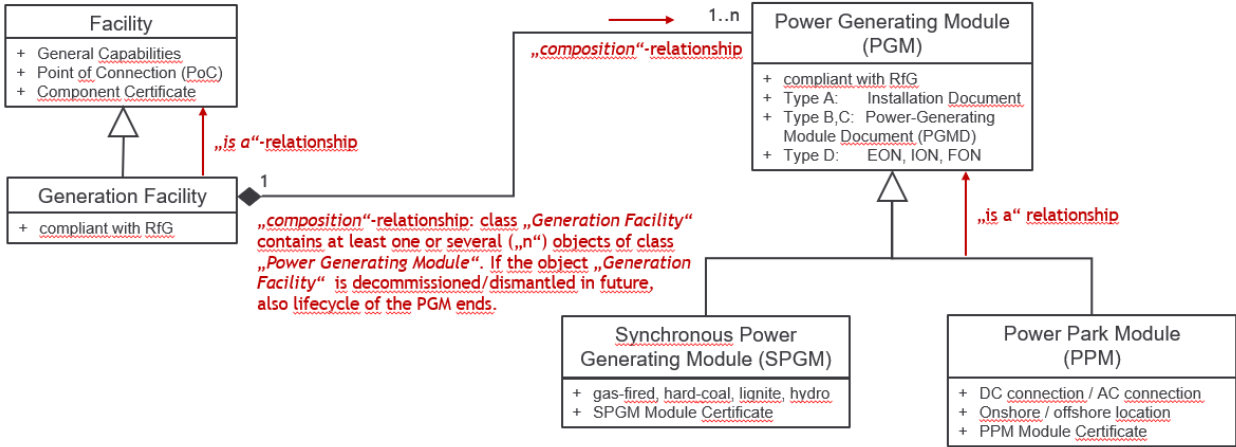 Facility
+ General Capabilities
+ Point of Connection (PoC)
+ Component Certificate
„is a“-relationship
Generation Facility
+ compliant with RfG
1
1..n
„composition“-relationship
„composition“-relationship: class „Generation Facility“
contains at least one or several („n“) objects of class
„Power Generating Module“. If the object „Generation
Facility“ is decommissioned/dismantled in future,
also lifecycle of the PGM ends.
Power Generating Module
(PGM)
+ compliant with RfG
+ Type A: Installation Document
+ Type B,C: Power-Generating
Module Document (PGMD)
+ Type D: EON, ION, FON
„is a“ relationship
Synchronous Power
Generating Module (SPGM)
+ gas-fired, hard-coal, lignite, hydro
+ SPGM Module Certificate
Power Park Module
(PPM)
+ DC connection / AC connection
+ Onshore / offshore location
+ PPM Module Certificate